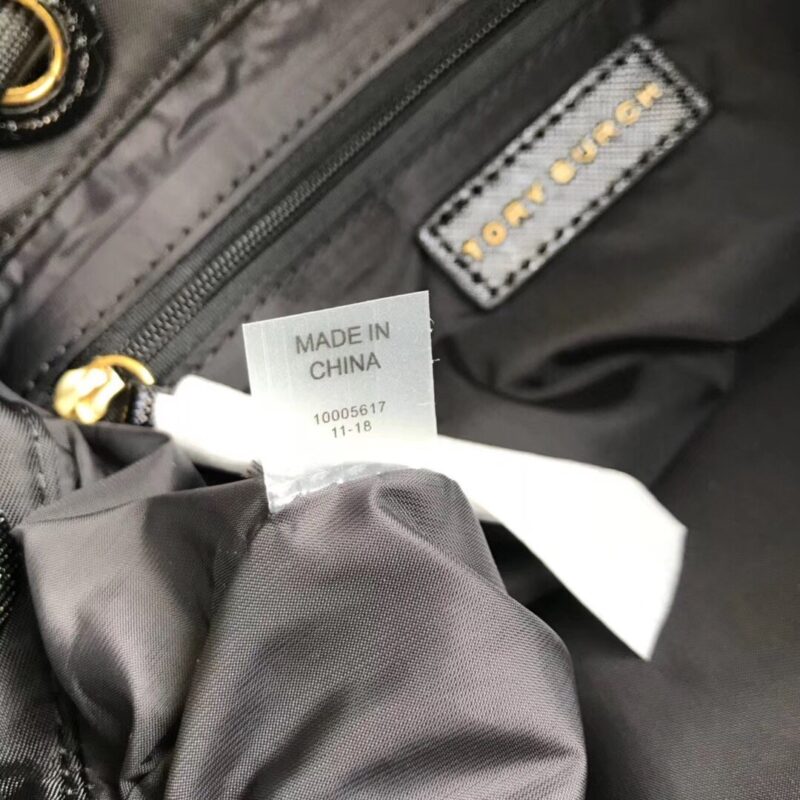 TORY BURCH
MADE IN
CHINA
10005617
11-18